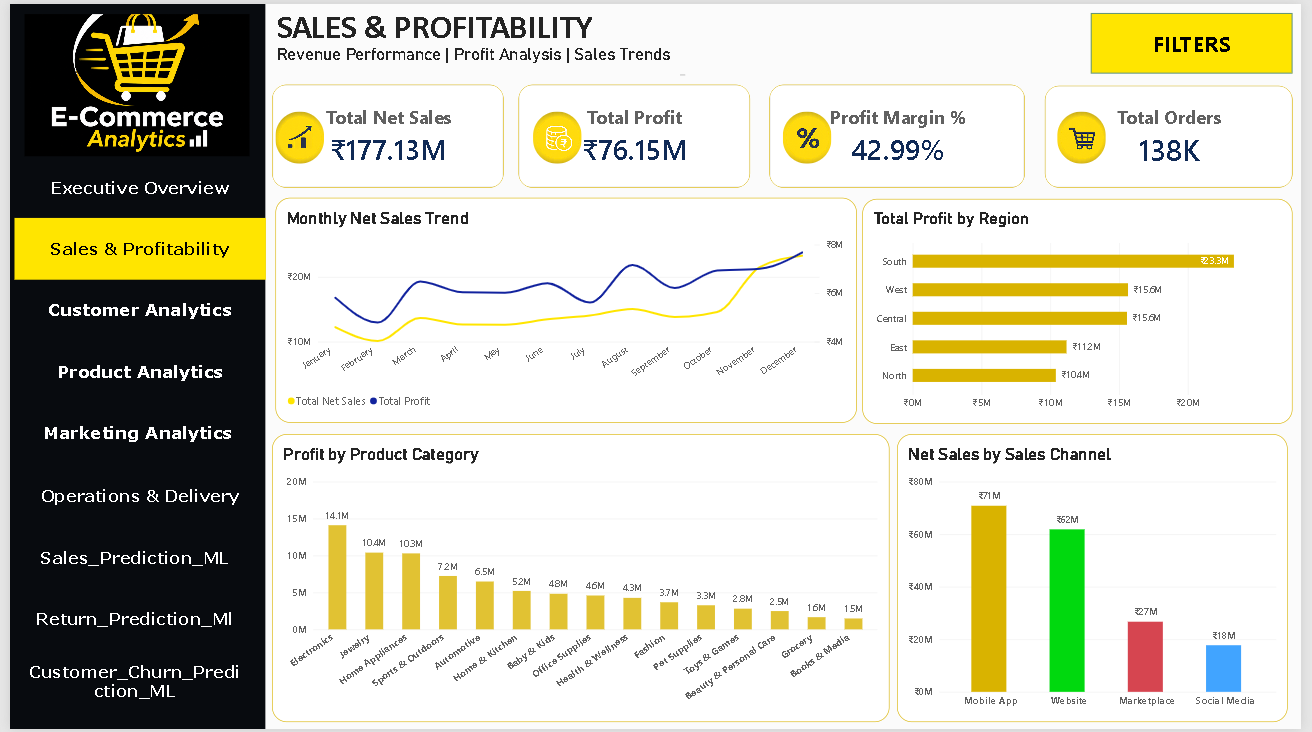 E-Commerce
Analytics
Executive Overview
Sales & Profitability
Customer Analytics
Product Analytics
Marketing Analytics
Operations & Delivery
Sales_Prediction_ML
Return_Prediction_Ml
Customer_Churn_Predi
ction_ML
SALES & PROFITABILITY
Revenue Performance | Profit Analysis | Sales Trends
FILTERS
Total Net Sales
₹177.13M
Total Profit
₹76.15M
%
Profit Margin %
42.99%
Total Orders
138K
Monthly Net Sales Trend
₹20M
₹10M
₹8M
₹6M
₹4M
January
February
March
April
May
June
July
August
September
October
November
December
Total Net Sales
Total Profit
Total Profit by Region
South
₹23.3M
West
₹15.6M
Central
₹15.6M
East
₹11.2M
North
₹10.4M
₹0M
₹5M
₹10M
₹15M
₹20M
Profit by Product Category
20M
15M
10M
5M
0M
14.1M
10.4M
10.3M
7.2M
6.5M
5.2M
4.8M
4.6M
4.3M
3.7M
3.3M
2.8M
2.5M
1.6M
1.5M
Electronics
Jewelry
Home Appliances
Sports & Outdoors
Automotive
Home & Kitchen
Baby & Kids
Office Supplies
Health & Wellness
Fashion
Pet Supplies
Toys & Games
Beauty & Personal Care
Grocery
Books & Media
Net Sales by Sales Channel
₹80M
₹60M
₹40M
₹20M
₹0M
₹71M
₹62M
₹27M
₹18M
Mobile App
Website
Marketplace
Social Media